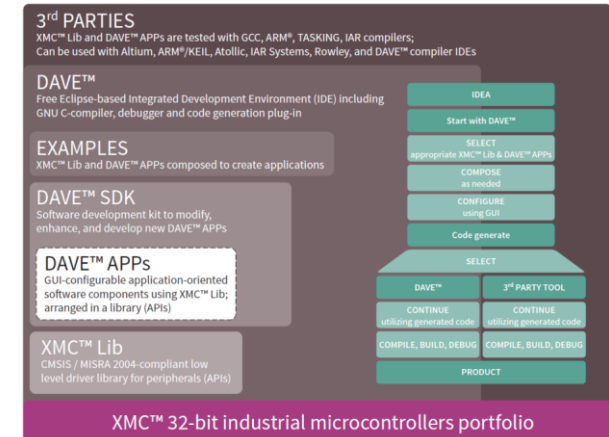 3rd PARTIES
XMC™ Lib and DAVE™ APPs are tested with GCC, ARM®, TASKING, IAR compilers;
Can be used with Altium, ARM®/KEIL, Atollic, IAR Systems, Rowley, and DAVE™ compiler IDEs
DAVE™
Free Eclipse-based Integrated Development Environment (IDE) including
GNU C-compiler, debugger and code generation plug-in
EXAMPLES
XMC™ Lib and DAVE™ APPs composed to create applications
DAVE™ SDK
Software development kit to modify,
enhance, and develop new DAVE™ APPs
DAVE™ APPs
GUI-configurable application-oriented
software components using XMC™ Lib;
arranged in a library (APIs)
XMC™ Lib
CMSIS / MISRA 2004-compliant low
level driver library for peripherals (APIs)
IDEA
Start with DAVE™
SELECT
appropriate XMC™ Lib & DAVE™ APPs
COMPOSE
as needed
CONFIGURE
using GUI
Code generate
SELECT
DAVE™
3rd PARTY TOOL
CONTINUE
utilizing generated code
CONTINUE
utilizing generated code
COMPILE, BUILD, DEBUG
COMPILE, BUILD, DEBUG
PRODUCT
XMC™ 32-bit industrial microcontrollers portfolio